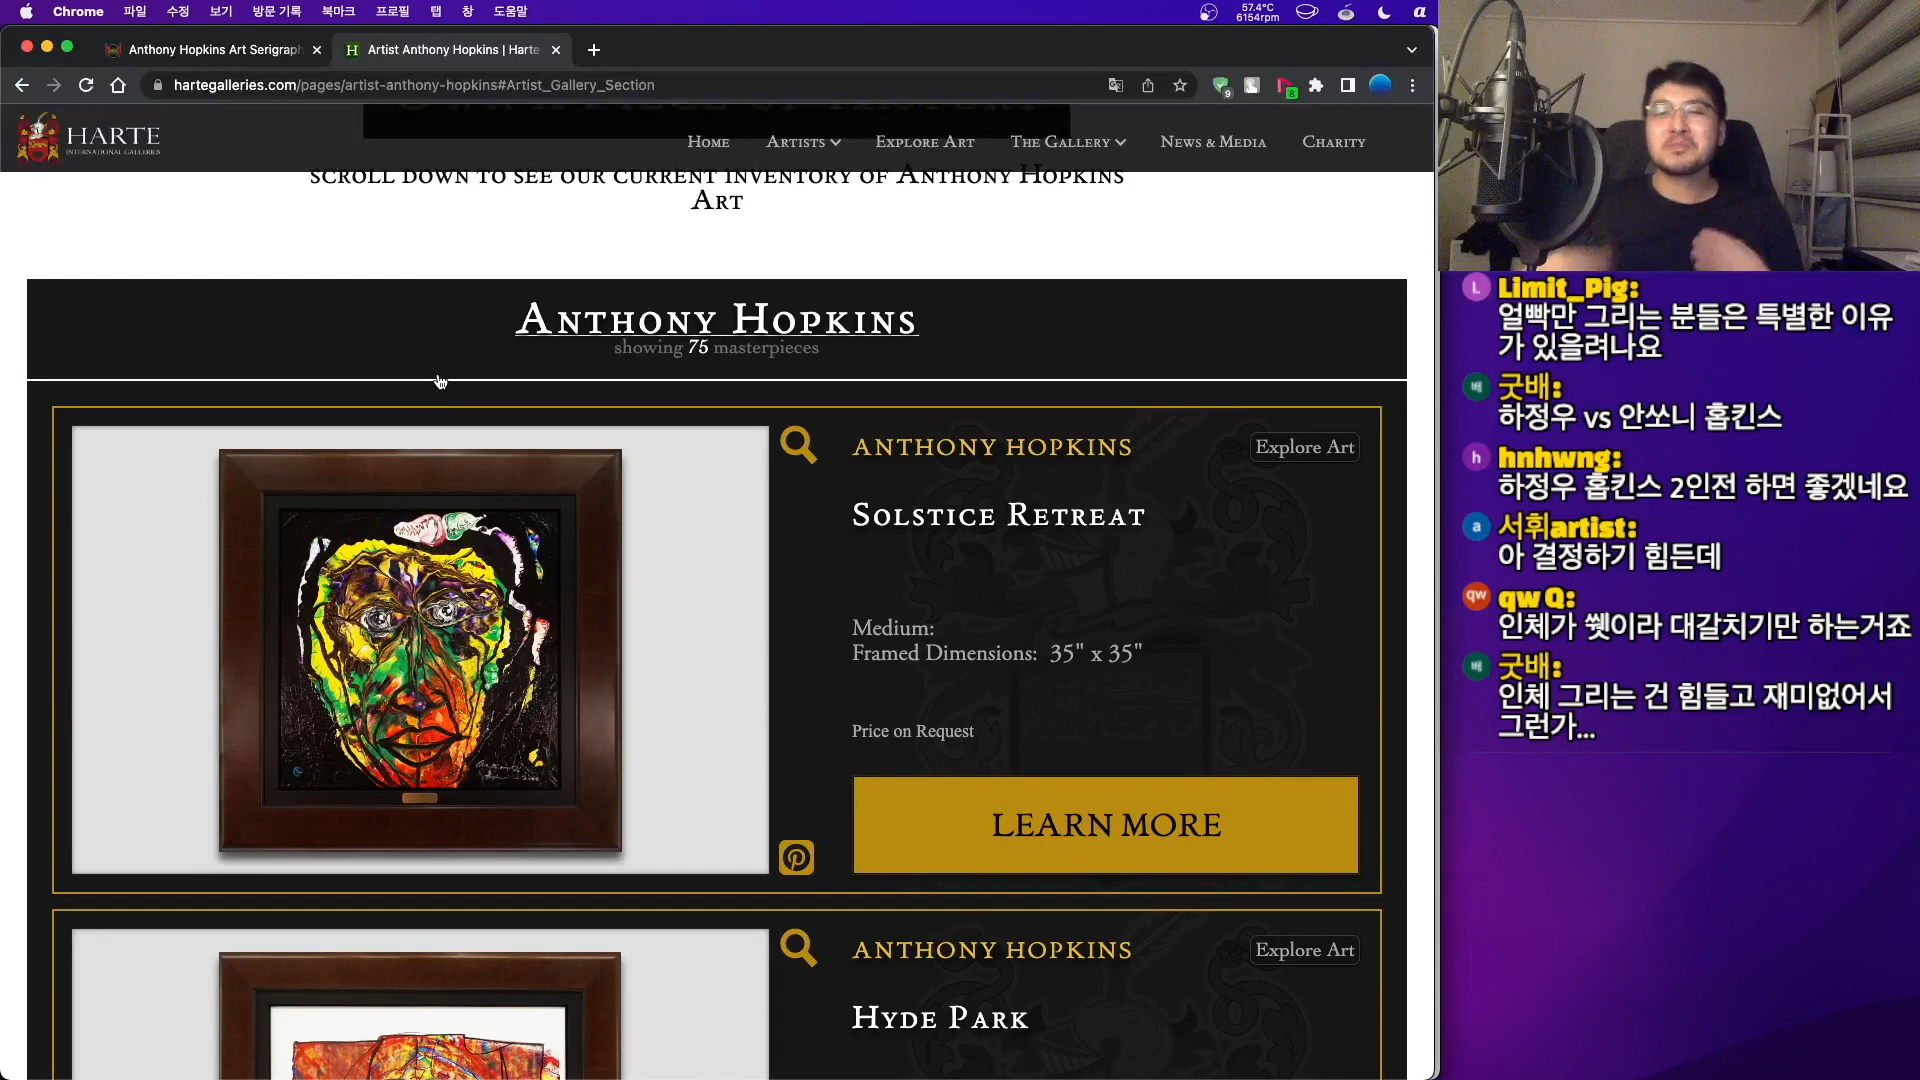 Chrome 파일 수정 보기 방문 기록 북마크 프로필 탭 창 도움말
57.4°C
6154rpm
Anthony Hopkins Art Serigraph
Artist Anthony Hopkins | Harte
hartegalleries.com/pages/artist-anthony-hopkins#Artist_Gallery_Section
9
8
HARTE
INTERNATIONAL GALLERIES
Home Artists Explore Art The Gallery News & Media Charity
scroll down to see our current inventory of Anthony Hopkins
Art
Anthony Hopkins
showing 75 masterpieces
ANTHONY HOPKINS
Explore Art
Solstice Retreat
Medium:
Framed Dimensions: 35" x 35"
Price on Request
LEARN MORE
ANTHONY HOPKINS
Explore Art
Hyde Park
L
Limit_Pig:
얼빡만 그리는 분들은 특별한 이유
가 있을려나요
배
굿배:
하정우 vs 안쏘니 홉킨스
h
hnhwng:
하정우 홉킨스 2인전 하면 좋겠네요
a
서휘artist:
아 결정하기 힘든데
qw
qw Q:
인체가 쒯이라 대갈치기만 하는거죠
배
굿배:
인체 그리는 건 힘들고 재미없어서
그런가...